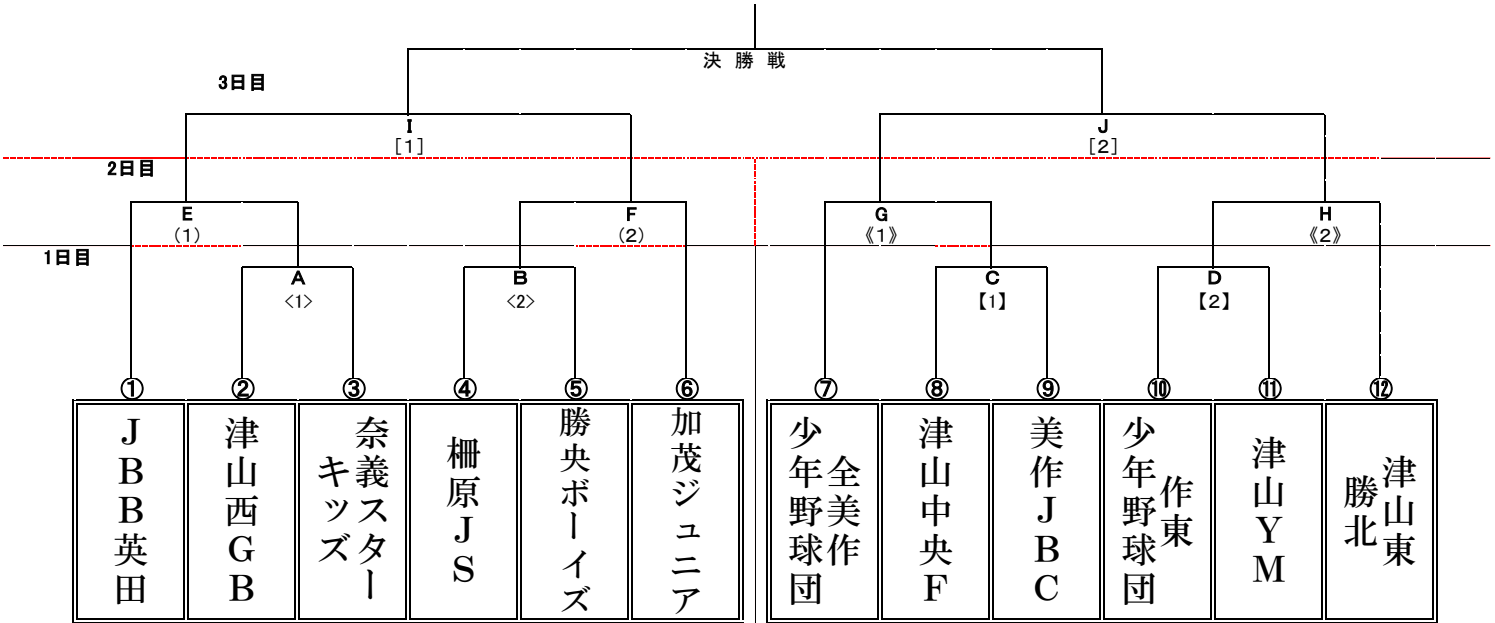 決勝戦
3日目
I
[1]
J
[2]
2日目
E
(1)
F
(2)
G
《1》
H
《2》
1日目
A
<1>
B
<2>
C
【1】
D
【2】
①
②
③
④
⑤
⑥
⑦
⑧
⑨
⑩
⑪
⑫
JBB英田
津山西GB
奈義スター
キッズ
柵原JS
勝央ボーイズ
加茂ジュニア
全美作
少年野球団
津山中央F
美作JBC
作東
少年野球団
津山YM
津山東
勝北